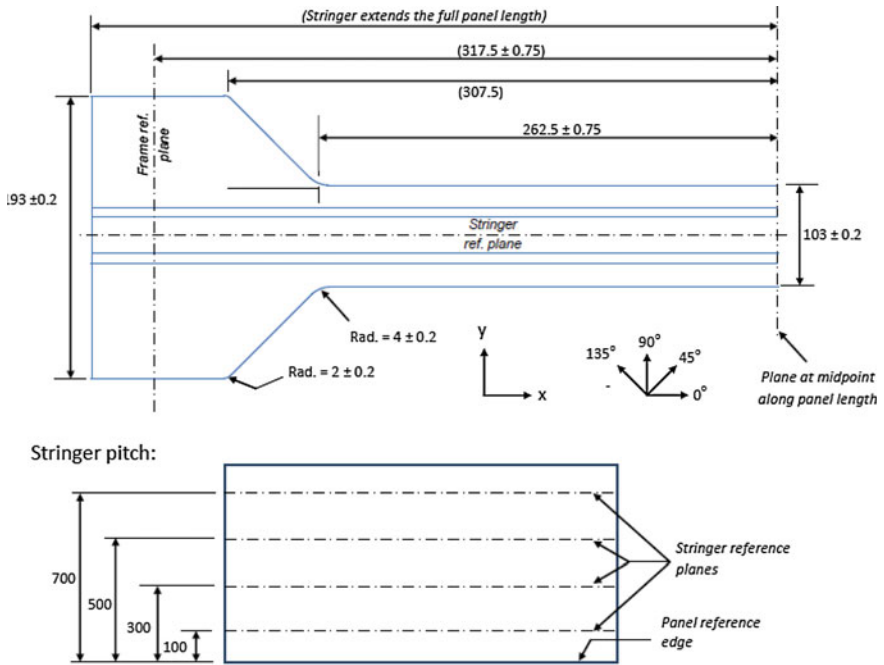 (Stringer extends the full panel length)
(317.5 ± 0.75)
(307.5)
262.5 ± 0.75
Frame ref.
plane
193 ±0.2
Stringer
ref. plane
103 ± 0.2
Rad. = 4 ± 0.2
Rad. = 2 ± 0.2
y
x
135°
90°
45°
0°
-
Plane at midpoint
along panel length
Stringer pitch:
700
500
300
100
Stringer reference
planes
Panel reference
edge